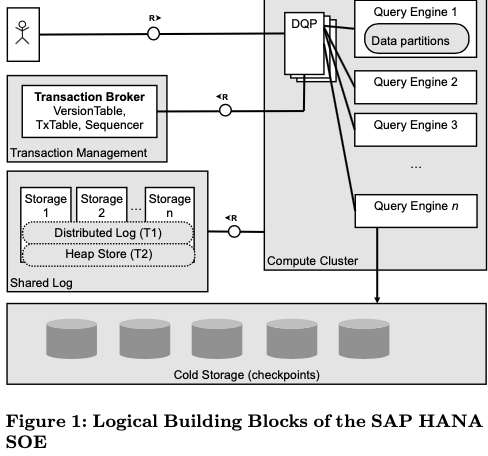 R
DQP
Query Engine 1
Data partitions
Query Engine 2
Query Engine 3
...
Query Engine n
Compute Cluster
R
Transaction Broker
VersionTable,
TxTable, Sequencer
Transaction Management
R
Storage
1
Storage
2
...
Storage
n
Distributed Log (T1)
Heap Store (T2)
Shared Log
Cold Storage (checkpoints)
Figure 1: Logical Building Blocks of the SAP HANA
SOE